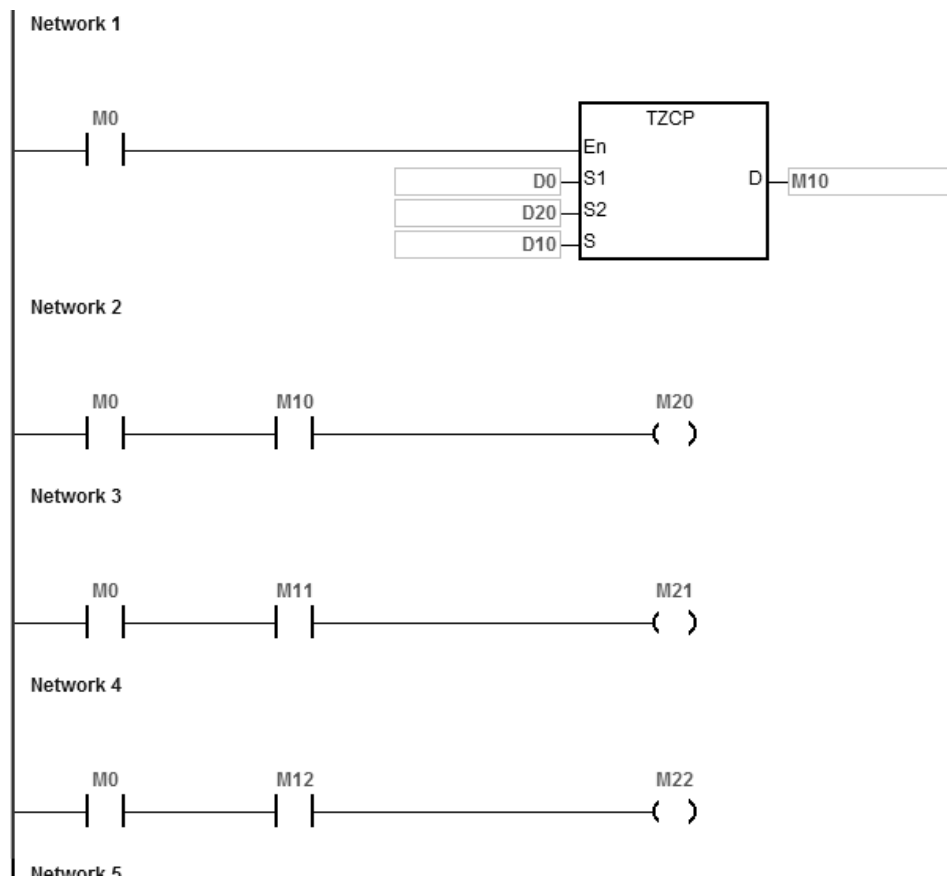 Network 1
M0
TZCP
En
D0 S1 D M10
D20 S2
D10 S
Network 2
M0 M10 M20
Network 3
M0 M11 M21
Network 4
M0 M12 M22
Network 5